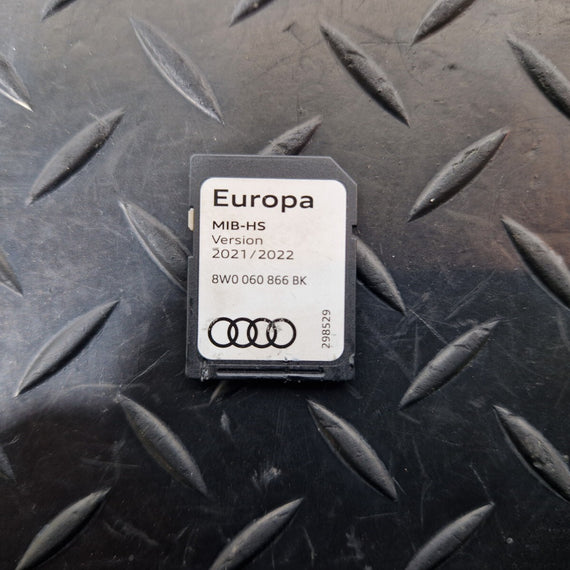 Europa
MIB-HS
Version
2021/2022
8W0 060 866 BK
298529